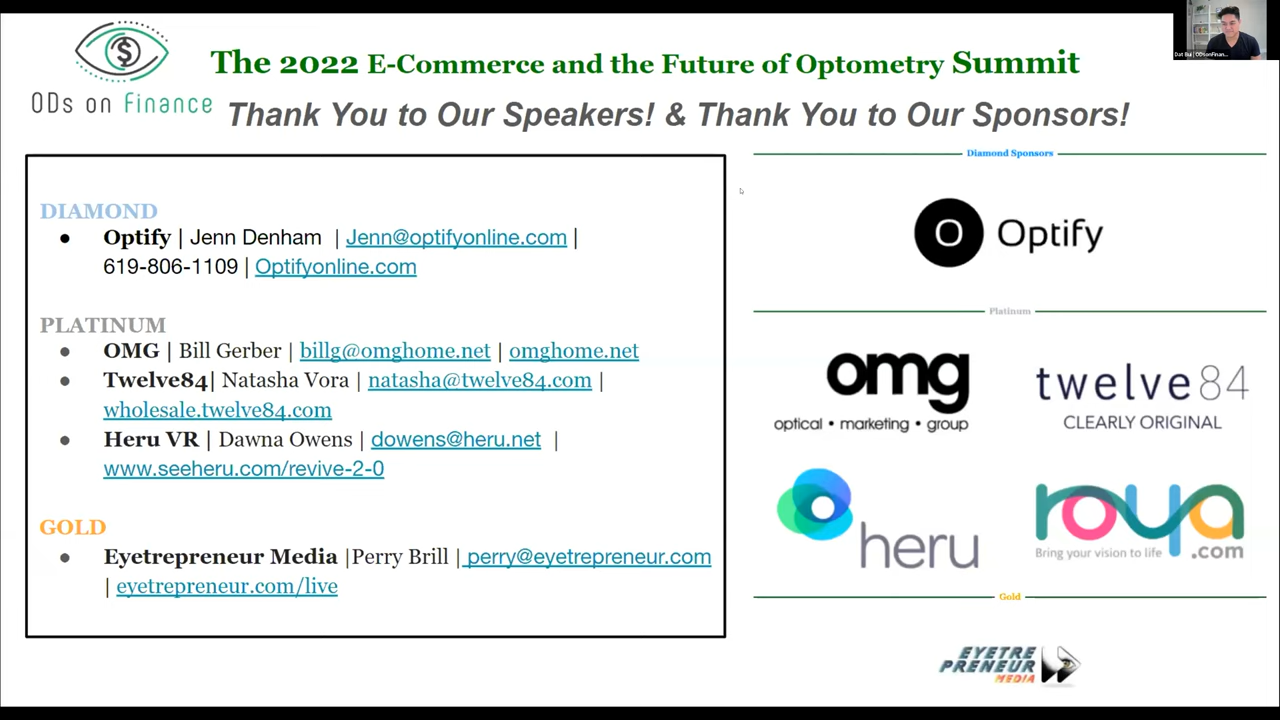 The 2022 E-Commerce and the Future of Optometry Summit
ODs on Finance
Thank You to Our Speakers! & Thank You to Our Sponsors!
DIAMOND
● Optify | Jenn Denham | Jenn@optifyonline.com |
619-806-1109 | Optifyonline.com
PLATINUM
● OMG | Bill Gerber | billg@omghome.net | omghome.net
● Twelve84| Natasha Vora | natasha@twelve84.com |
wholesale.twelve84.com
● Heru VR | Dawna Owens | dowens@heru.net |
www.seeheru.com/revive-2-0
GOLD
● Eyetrepreneur Media |Perry Brill | perry@eyetrepreneur.com
| eyetrepreneur.com/live
Diamond Sponsors
O Optify
Platinum
omg
optical • marketing • group
twelve84
CLEARLY ORIGINAL
heru
roya
.com
Bring your vision to life
Gold
EYETRE
PRENEUR
MEDIA
Dat Bui | ODsonFinan...